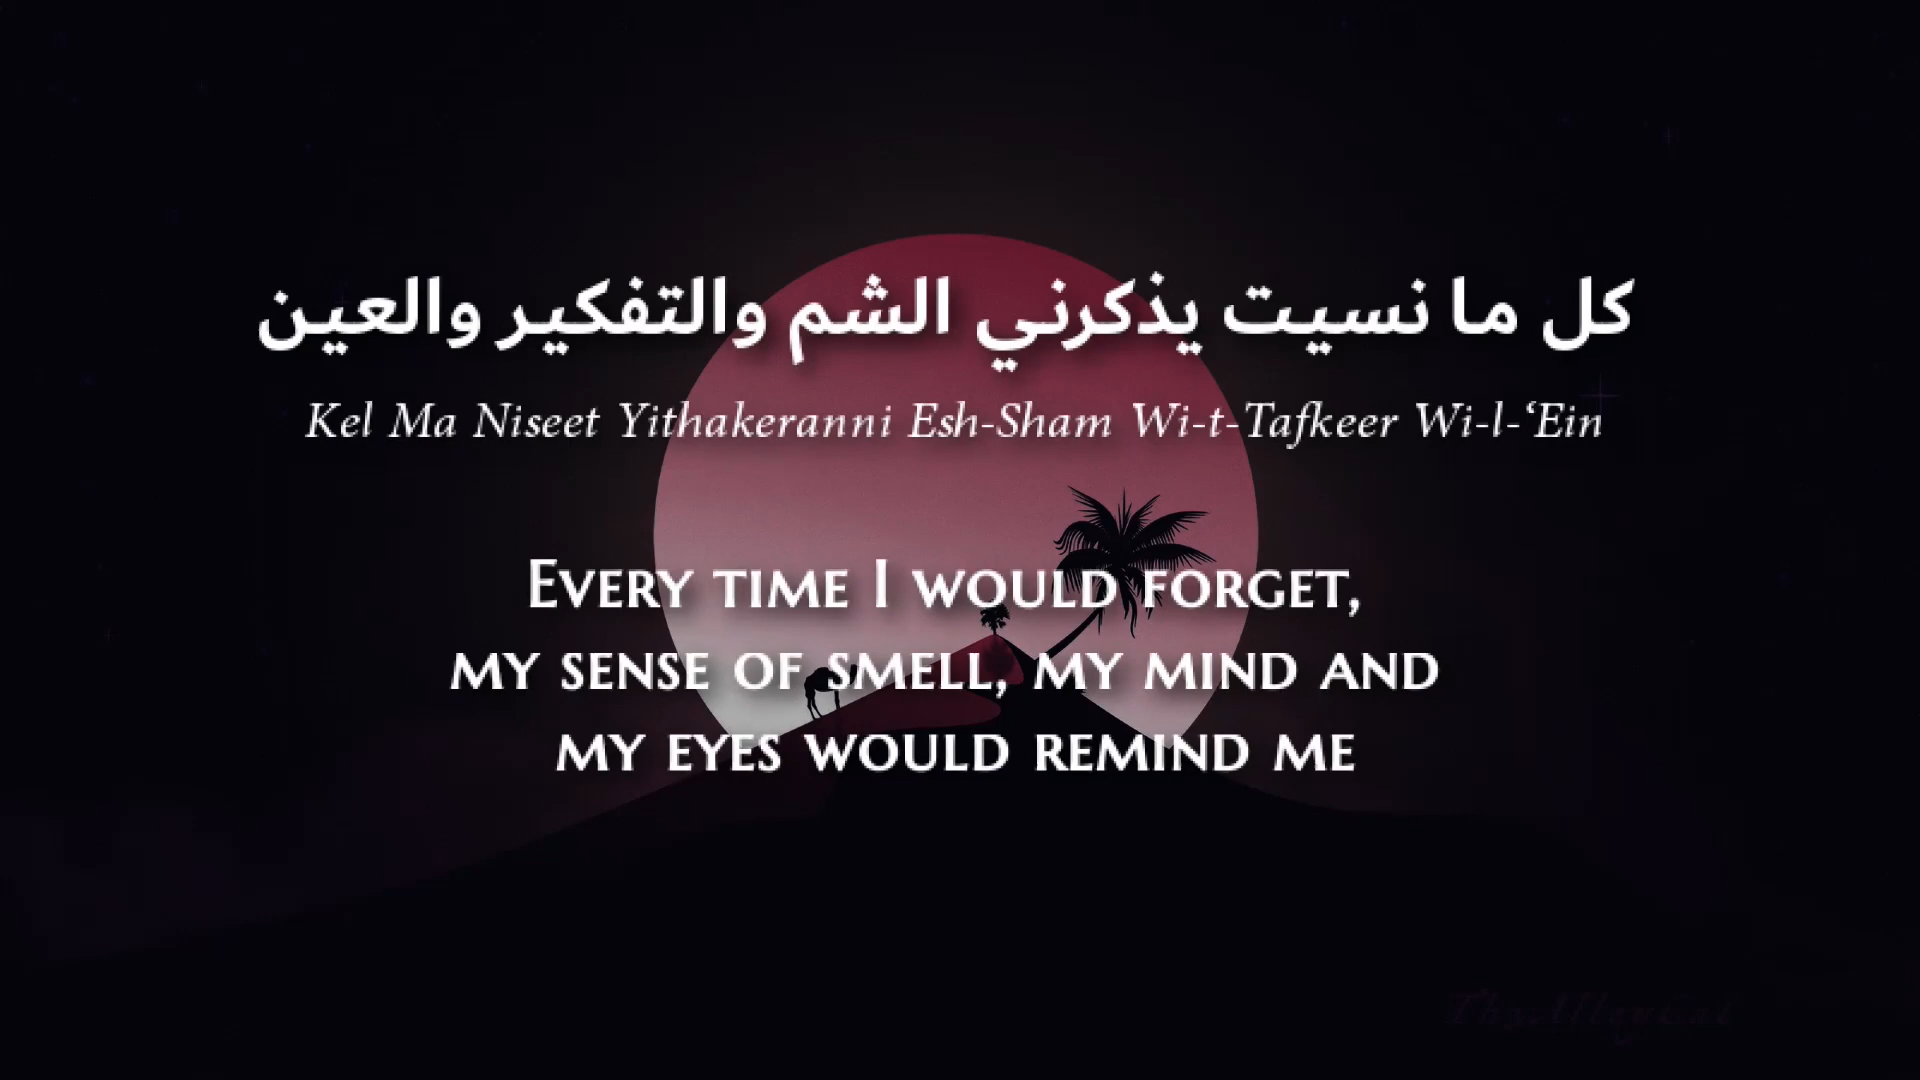 كل ما نسيت يذكرني الشم والتفكير والعين
Kel Ma Niseet Yithakeranni Esh-Sham Wi-t-Tafkeer Wi-l-‘Ein
Every time I would forget,
my sense of smell, my mind and
my eyes would remind me
ThyAlleyCat